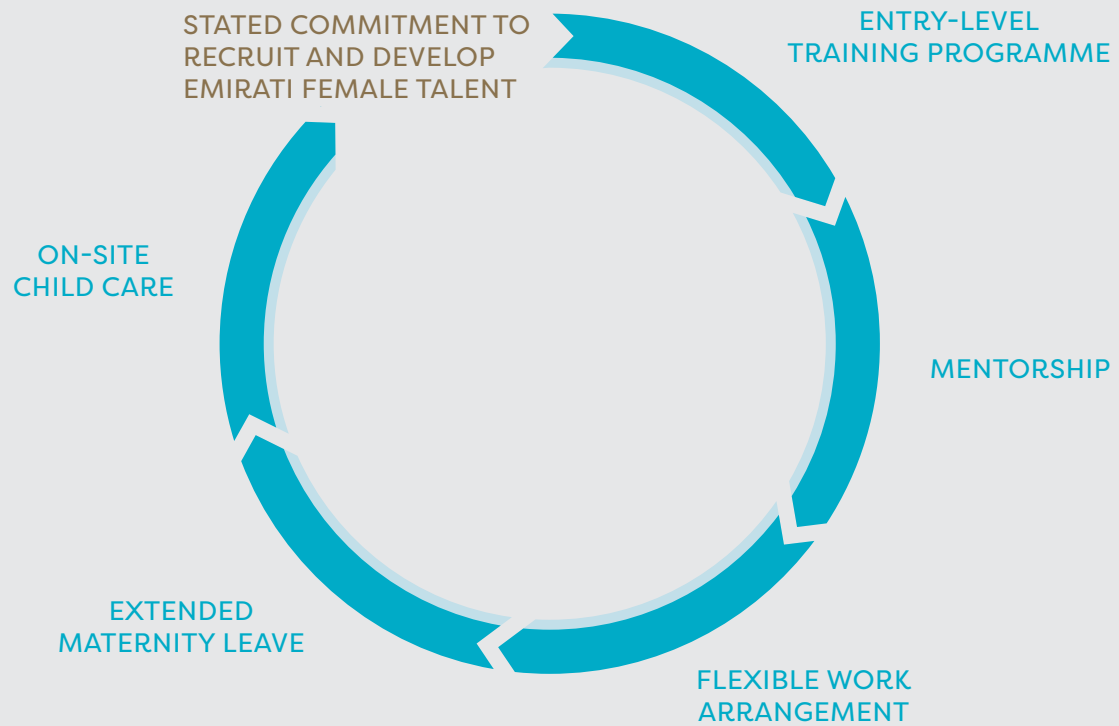 STATED COMMITMENT TO
RECRUIT AND DEVELOP
EMIRATI FEMALE TALENT
ENTRY-LEVEL
TRAINING PROGRAMME
MENTORSHIP
FLEXIBLE WORK
ARRANGEMENT
EXTENDED
MATERNITY LEAVE
ON-SITE
CHILD CARE